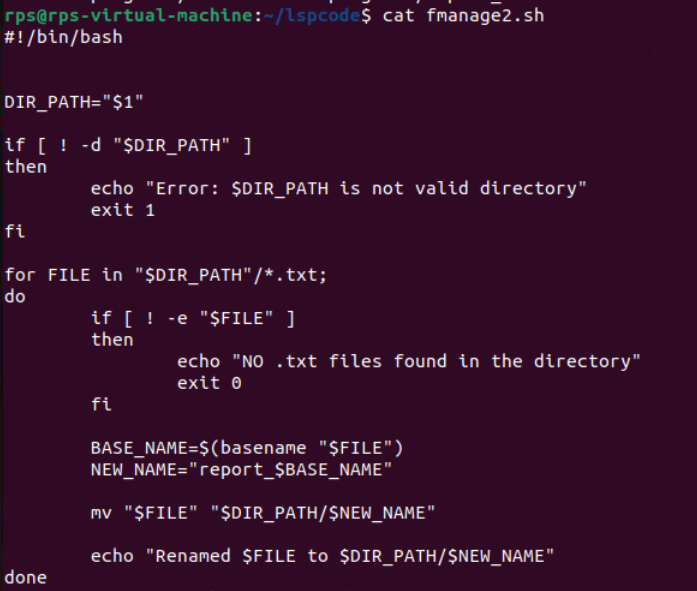 rps@rps-virtual-machine:~/lspcode$ cat fmanage2.sh
#!/bin/bash
DIR_PATH="$1"
if [ ! -d "$DIR_PATH" ]
then
        echo "Error: $DIR_PATH is not valid directory"
        exit 1
fi
for FILE in "$DIR_PATH"/*.txt;
do
        if [ ! -e "$FILE" ]
        then
                echo "NO .txt files found in the directory"
                exit 0
        fi
        BASE_NAME=$(basename "$FILE")
        NEW_NAME="report_$BASE_NAME"
        mv "$FILE" "$DIR_PATH/$NEW_NAME"
        echo "Renamed $FILE to $DIR_PATH/$NEW_NAME"
done